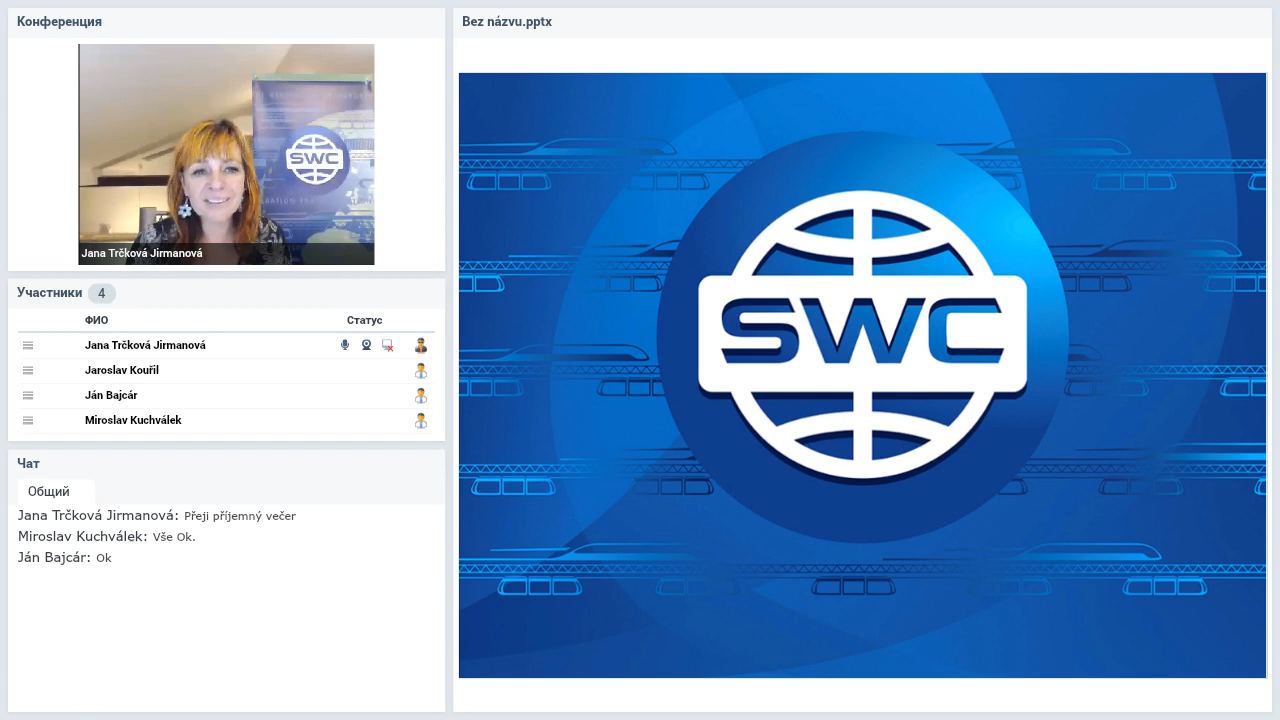 Конференция
SWC
Jana Trčková Jirmanová
Участники 4
ФИО Статус
Jana Trčková Jirmanová
Jaroslav Kouřil
Ján Bajcár
Miroslav Kuchválek
Чат
Общий
Jana Trčková Jirmanová: Přeji příjemný večer
Miroslav Kuchválek: Vše Ok.
Ján Bajcár: Ok
Bez názvu.pptx
SWC